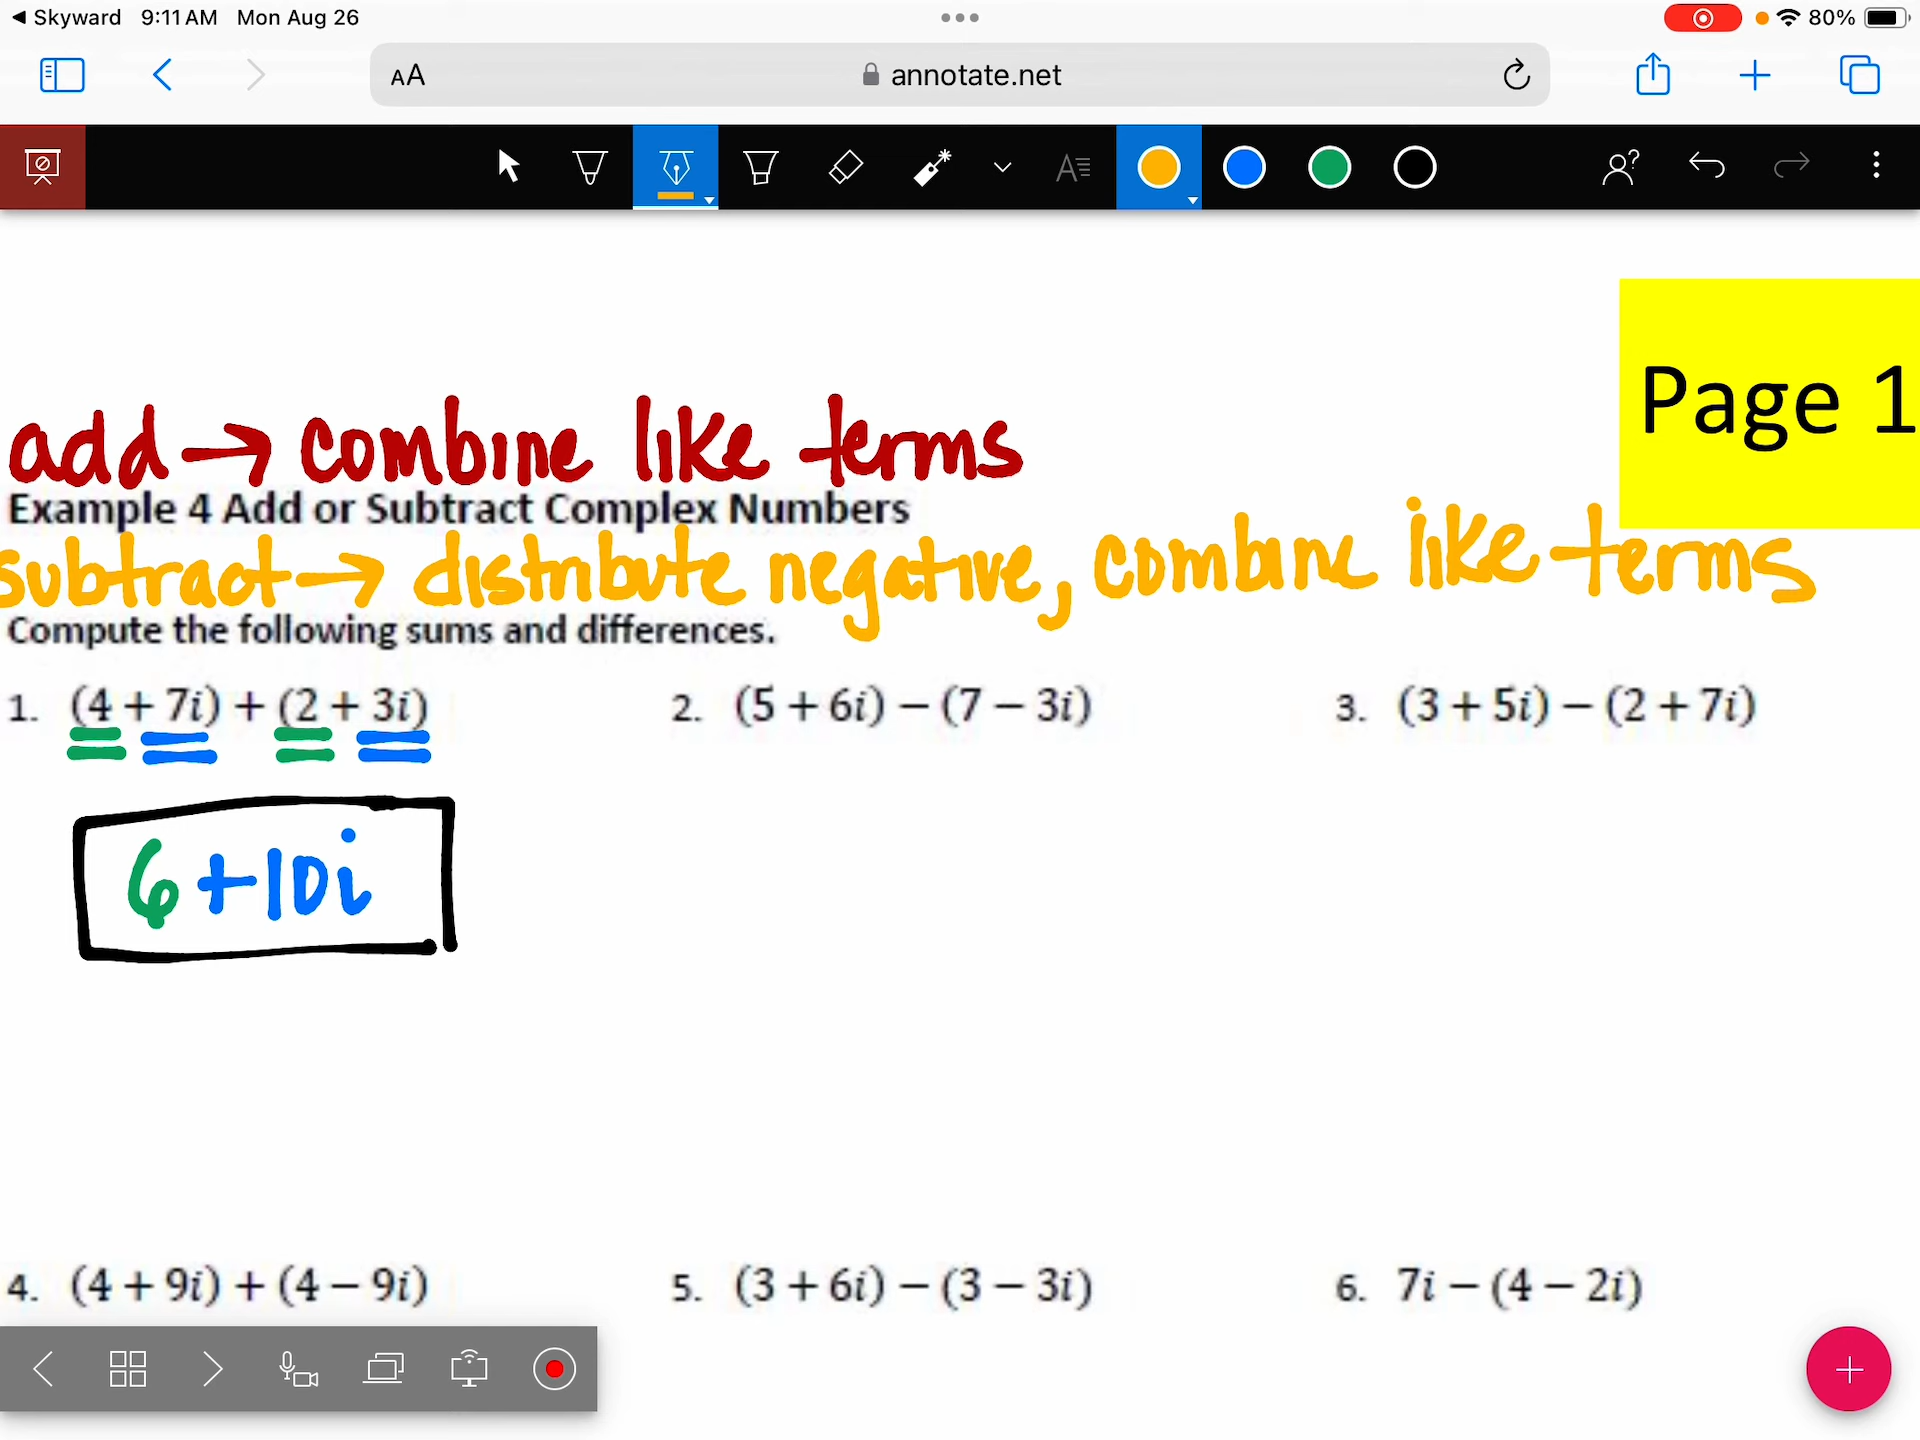 Skyward 9:11 AM Mon Aug 26 80%
AA annotate.net
Page 1
add → combine like terms
Example 4 Add or Subtract Complex Numbers
subtract → distribute negative, combine like terms
Compute the following sums and differences.
1. (4 + 7i) + (2 + 3i) 2. (5 + 6i) − (7 − 3i) 3. (3 + 5i) − (2 + 7i)
6 + 10i
4. (4 + 9i) + (4 − 9i) 5. (3 + 6i) − (3 − 3i) 6. 7i − (4 − 2i)